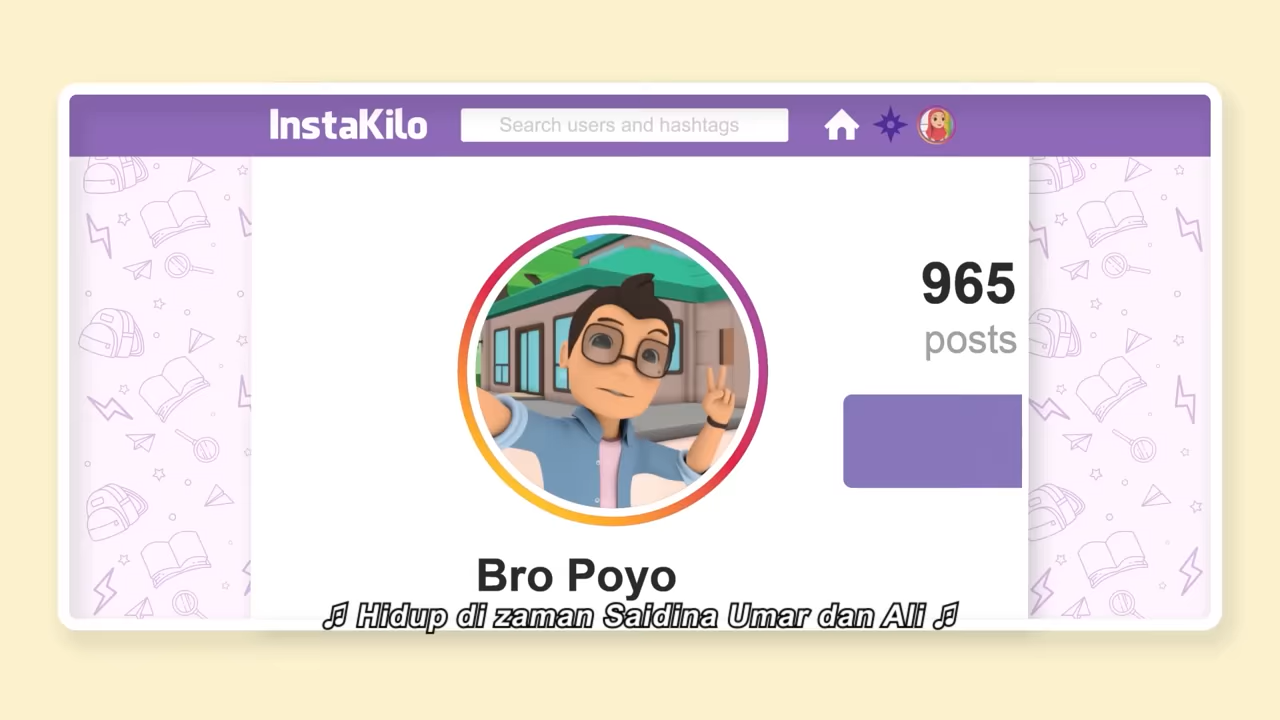 InstaKilo
Search users and hashtags
965
posts
Bro Poyo
♫ Hidup di zaman Saidina Umar dan Ali ♫